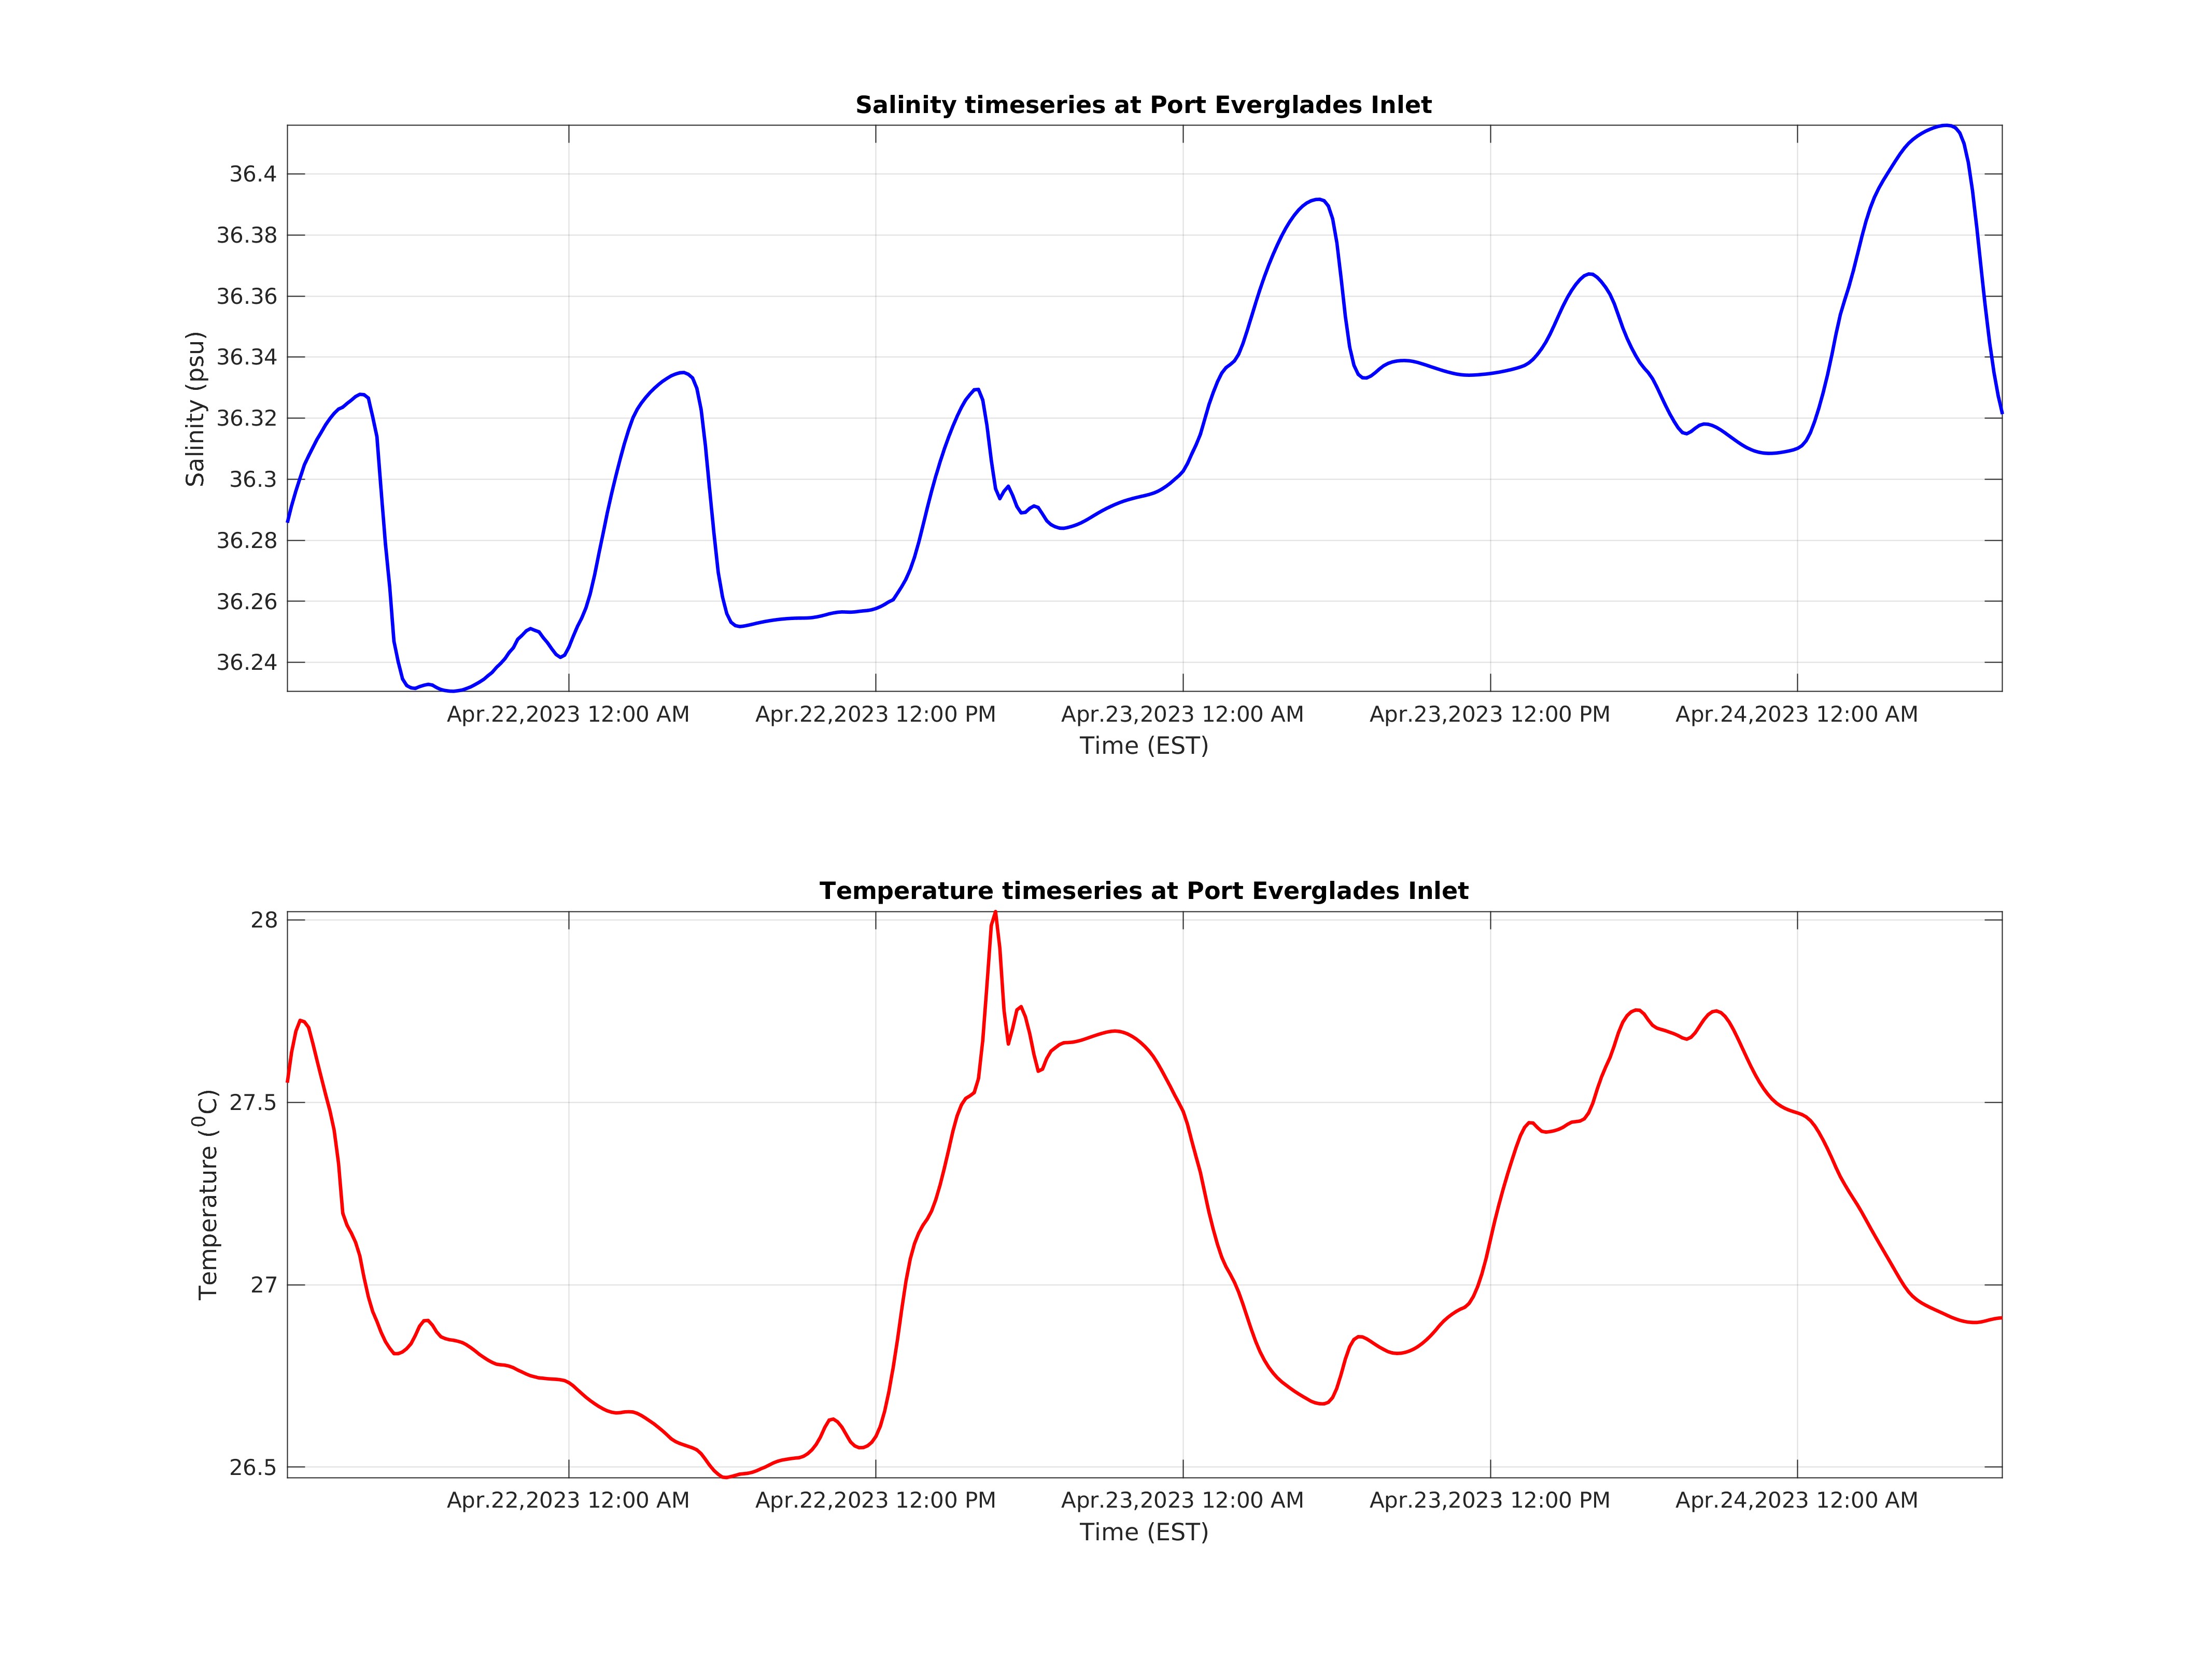 Salinity timeseries at Port Everglades Inlet
36.4
36.38
36.36
36.34
36.32
36.3
36.28
36.26
36.24
Salinity (psu)
Apr.22,2023 12:00 AM Apr.22,2023 12:00 PM Apr.23,2023 12:00 AM Apr.23,2023 12:00 PM Apr.24,2023 12:00 AM
Time (EST)
Temperature timeseries at Port Everglades Inlet
28
27.5
27
26.5
Temperature (⁰C)
Apr.22,2023 12:00 AM Apr.22,2023 12:00 PM Apr.23,2023 12:00 AM Apr.23,2023 12:00 PM Apr.24,2023 12:00 AM
Time (EST)